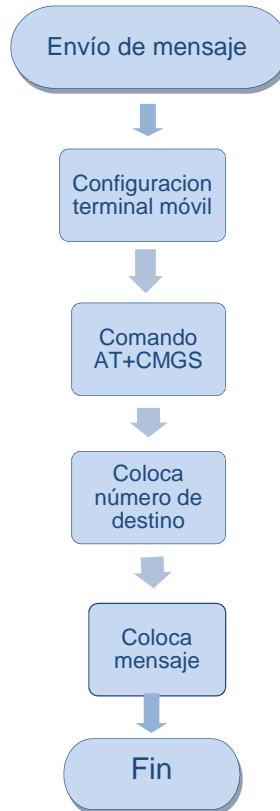 Envío de mensaje
Configuracion
terminal móvil
Comando
AT+CMGS
Coloca
número de
destino
Coloca
mensaje
Fin